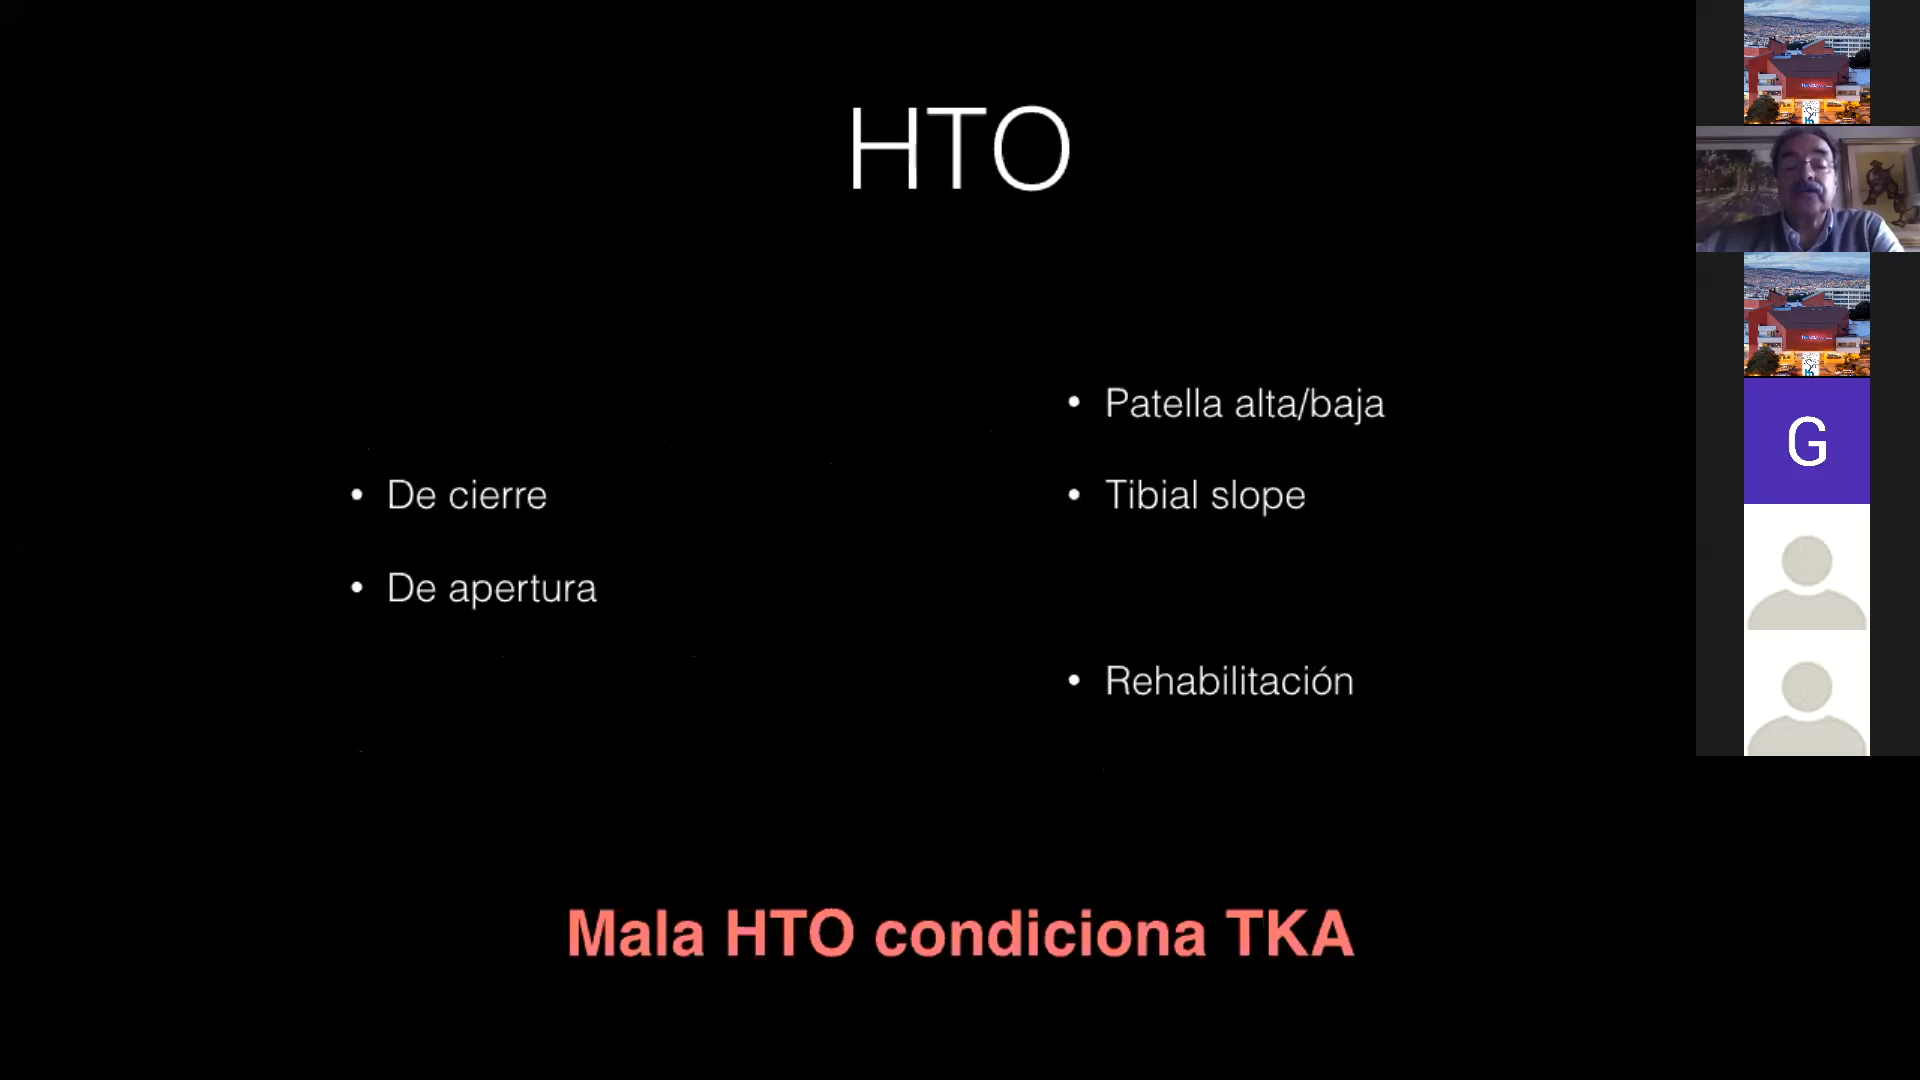 HTO
• De cierre
• De apertura
• Patella alta/baja
• Tibial slope
• Rehabilitación
Mala HTO condiciona TKA
G